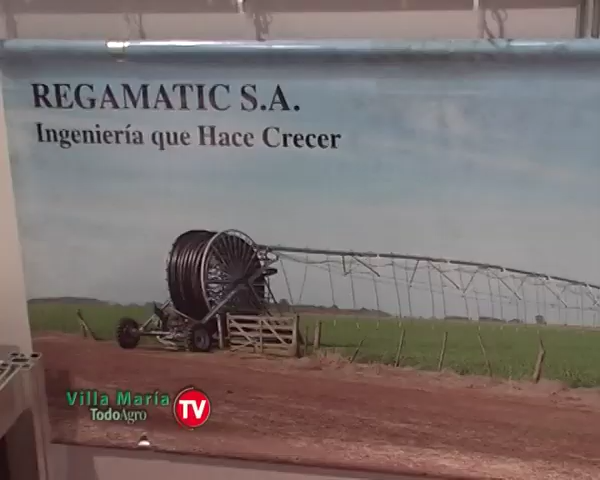 REGAMATIC S.A.
Ingeniería que Hace Crecer
Villa María
TodoAgro
TV